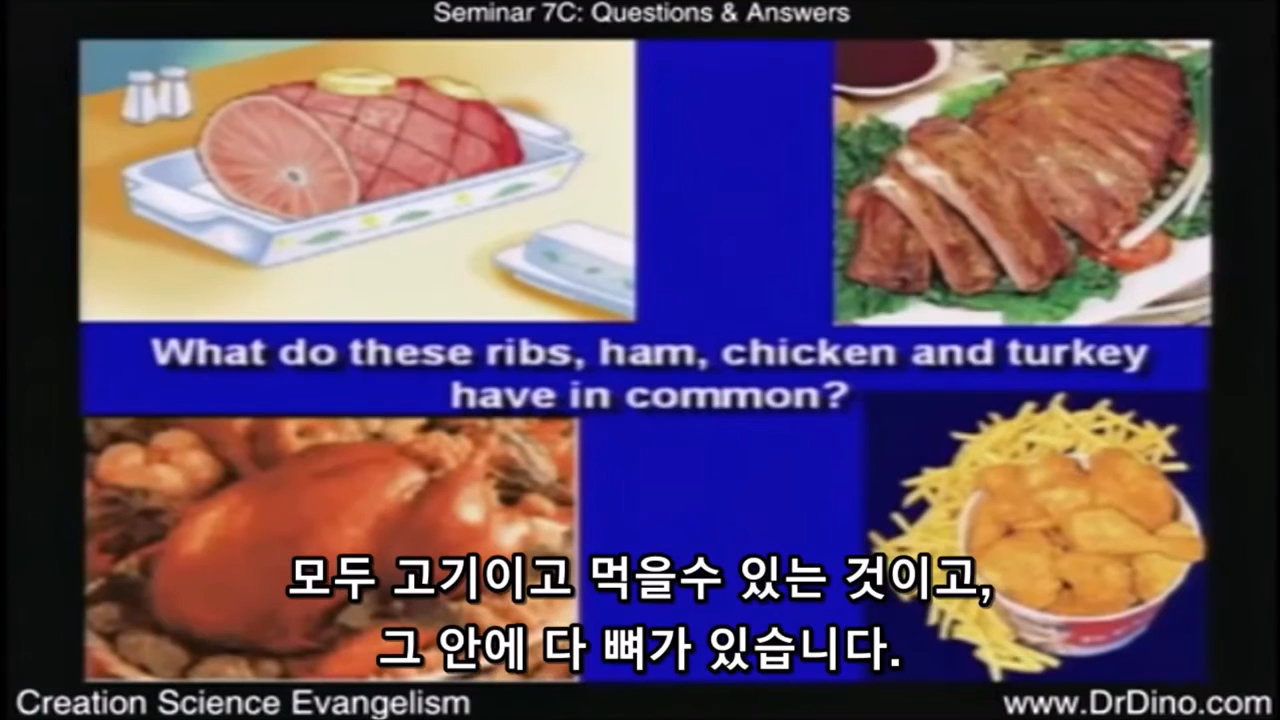 Seminar 7C: Questions & Answers
What do these ribs, ham, chicken and turkey
have in common?
모두 고기이고 먹을수 있는 것이고,
그 안에 다 뼈가 있습니다.
Creation Science Evangelism
www.DrDino.com